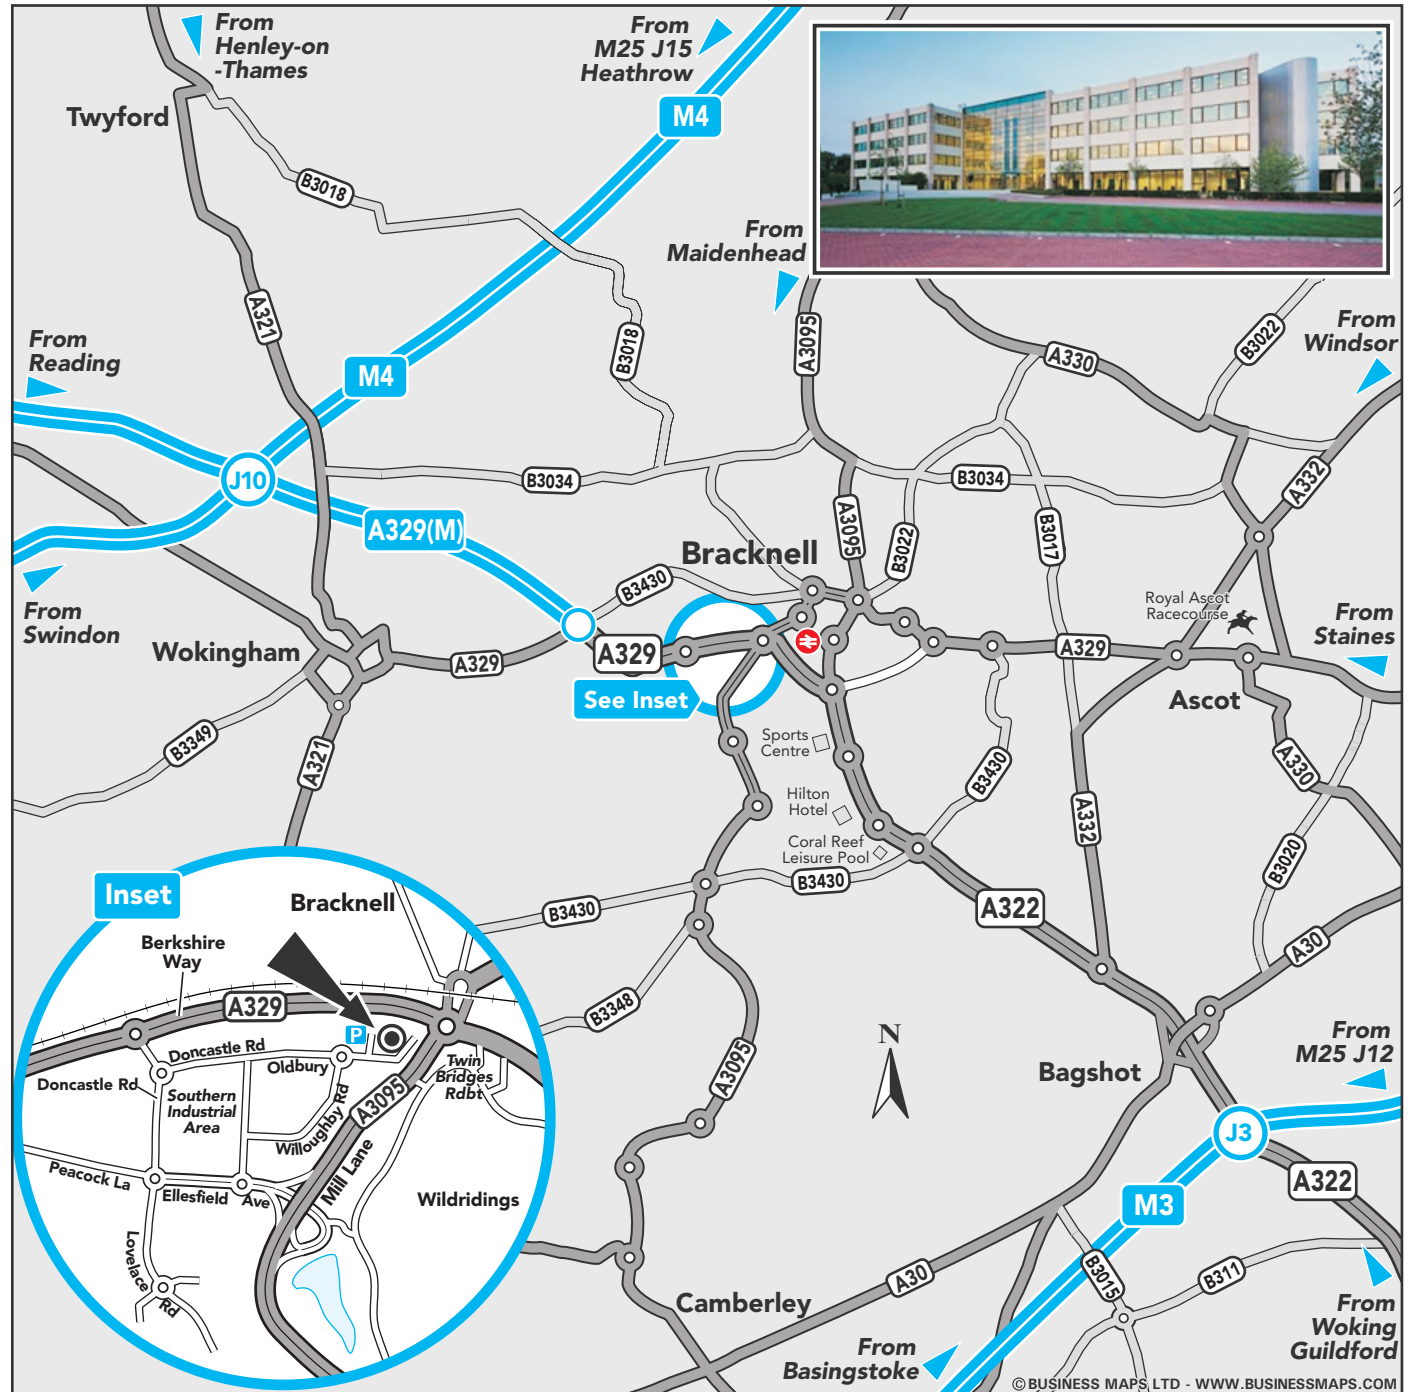 From
Henley-on
-Thames
From
M25 J15
Heathrow
M4
Twyford
B3018
From
Maidenhead
A321
B3018
A3095
A330
B3022
From
Windsor
From
Reading
M4
J10
B3034
B3034
A332
A329(M)
A3095
B3022
B3017
Bracknell
B3430
Royal Ascot
Racecourse
From
Swindon
From
Staines
Wokingham
A329
A329
A329
See Inset
Ascot
B3349
A321
Sports
Centre
B3430
A330
Hilton
Hotel
A332
Coral Reef
Leisure Pool
B3430
B3020
A322
B3430
A30
B3348
N
A3095
Bagshot
From
M25 J12
J3
M3
A322
A30
B3015
B311
Camberley
From
Woking
Guildford
From
Basingstoke
Inset
Bracknell
Berkshire
Way
A329
P
Doncaster Rd
Oldbury
Doncastle Rd
Southern
Industrial
Area
Willoughby Rd
A3095
Twin
Bridges
Rdbt
Mill Lane
Peacock La
Ellesfield Ave
Wildridings
Lovelace
Rd
©BUSINESS MAPS LTD - WWW.BUSINESSMAPS.COM